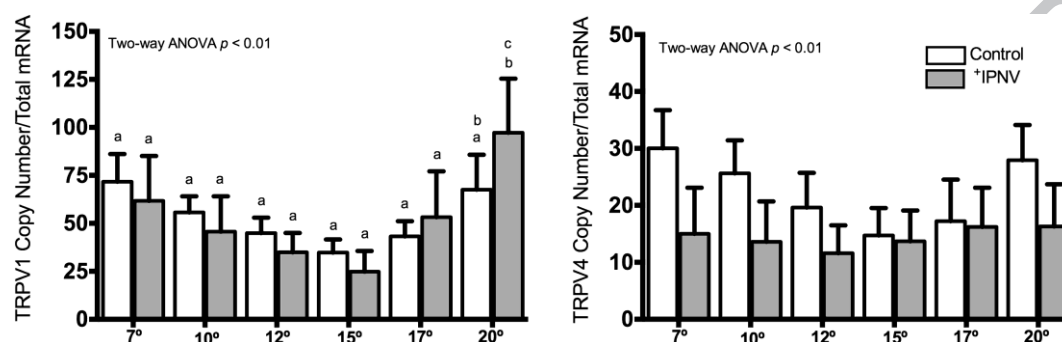 150
125
100
75
50
25
0
TRPV1 Copy Number/Total mRNA
Two-way ANOVA p < 0.01
a
a
a
a
a
a
a
a
a
a
b
a
c
b
7º
10º
12º
15º
17º
20º
50
40
30
20
10
0
TRPV4 Copy Number/Total mRNA
Two-way ANOVA p < 0.01
Control
+IPNV
7º
10º
12º
15º
17º
20º